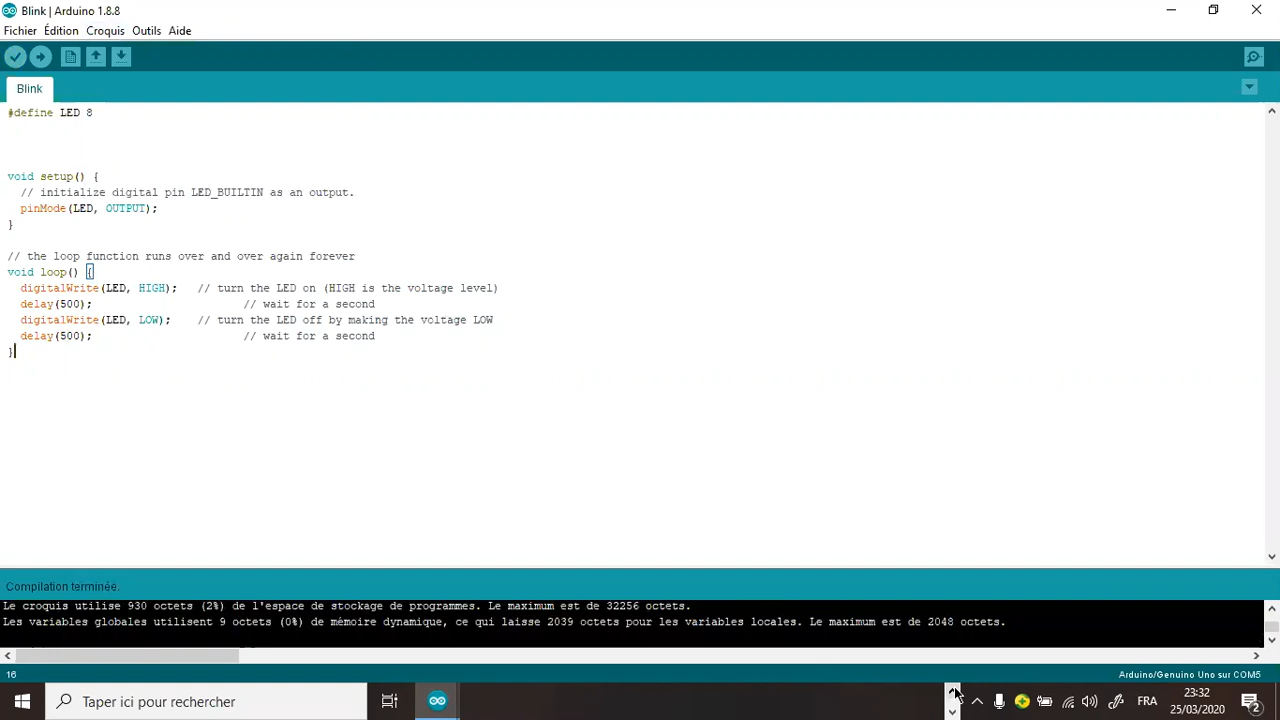 Blink | Arduino 1.8.8
Fichier Édition Croquis Outils Aide
Blink
#define LED 8
void setup() {
// initialize digital pin LED_BUILTIN as an output.
pinMode(LED, OUTPUT);
}
// the loop function runs over and over again forever
void loop() {
digitalWrite(LED, HIGH); // turn the LED on (HIGH is the voltage level)
delay(500); // wait for a second
digitalWrite(LED, LOW); // turn the LED off by making the voltage LOW
delay(500); // wait for a second
}
Compilation terminée.
Le croquis utilise 930 octets (2%) de l'espace de stockage de programmes. Le maximum est de 32256 octets.
Les variables globales utilisent 9 octets (0%) de mémoire dynamique, ce qui laisse 2039 octets pour les variables locales. Le maximum est de 2048 octets.
16
Arduino/Genuino Uno sur COM5
Taper ici pour rechercher
FRA
23:32
25/03/2020
2